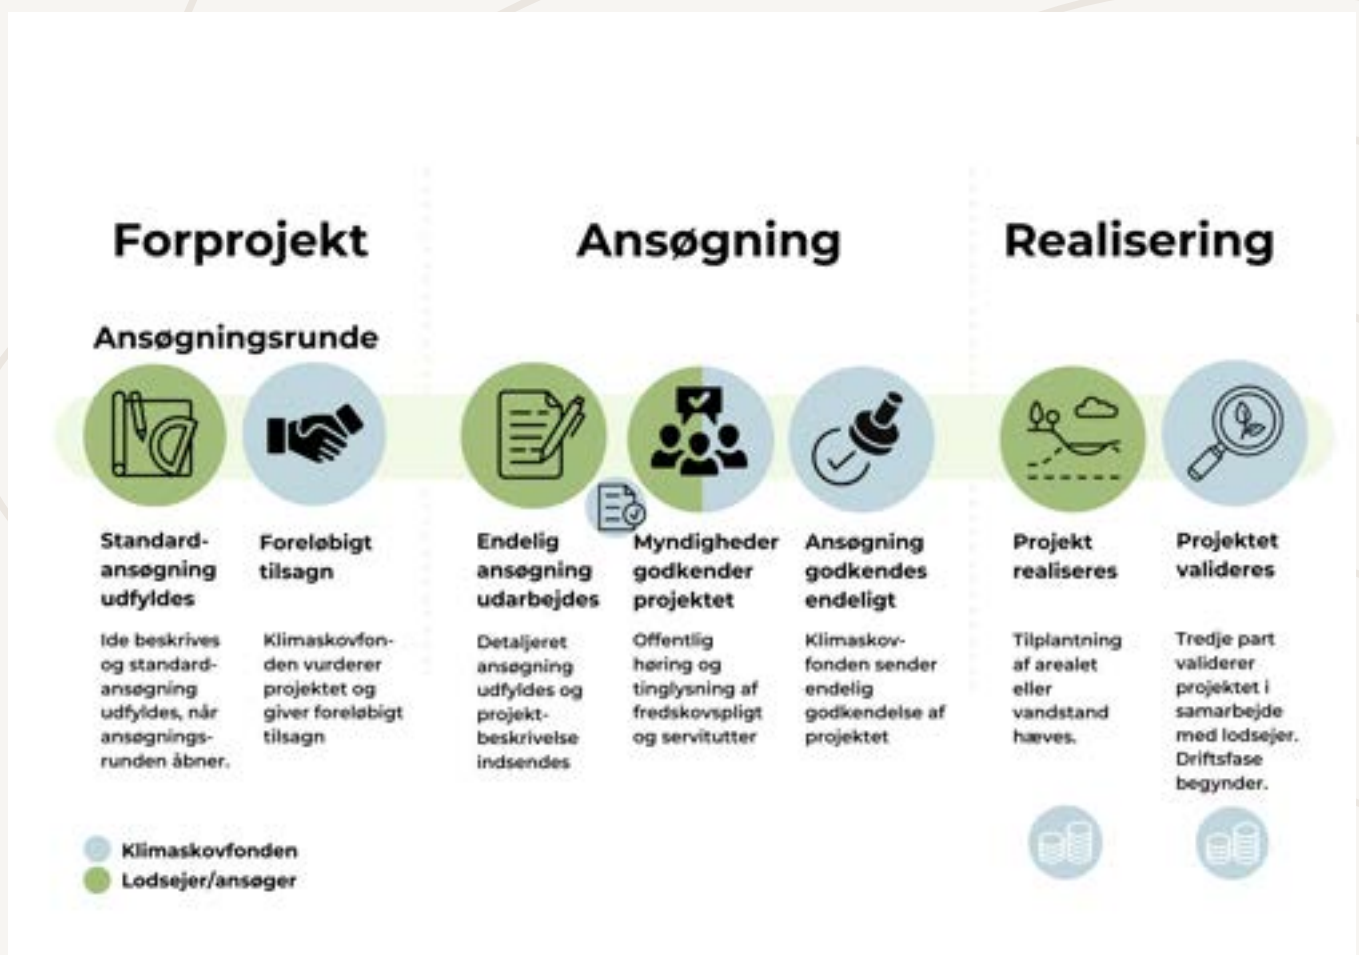 Forprojekt
Ansøgningsrunde
Standard-
ansøgning
udfyldes
Ide beskrives
og standard-
ansøgning
udfyldes, når
ansøgnings-
runden åbner.
Foreløbigt
tilsagn
Klimaskovfon-
den vurderer
projektet og
giver foreløbigt
tilsagn
Ansøgning
Endelig
ansøgning
udarbejdes
Detaljeret
ansøgning
udfyldes og
projekt-
beskrivelse
indsendes
Myndigheder
godkender
projektet
Offentlig
høring og
tinglysning af
fredskovspligt
og servitutter
Ansøgning
godkendes
endeligt
Klimaskov-
fonden sender
endelig
godkendelse af
projektet
Realisering
Projekt
realiseres
Tilplantning
af arealet
eller
vandstand
hæves.
Projektet
valideres
Tredje part
validerer
projektet i
samarbejde
med lodsejer.
Driftsfase
begynder.
Klimaskovfonden
Lodsejer/ansøger